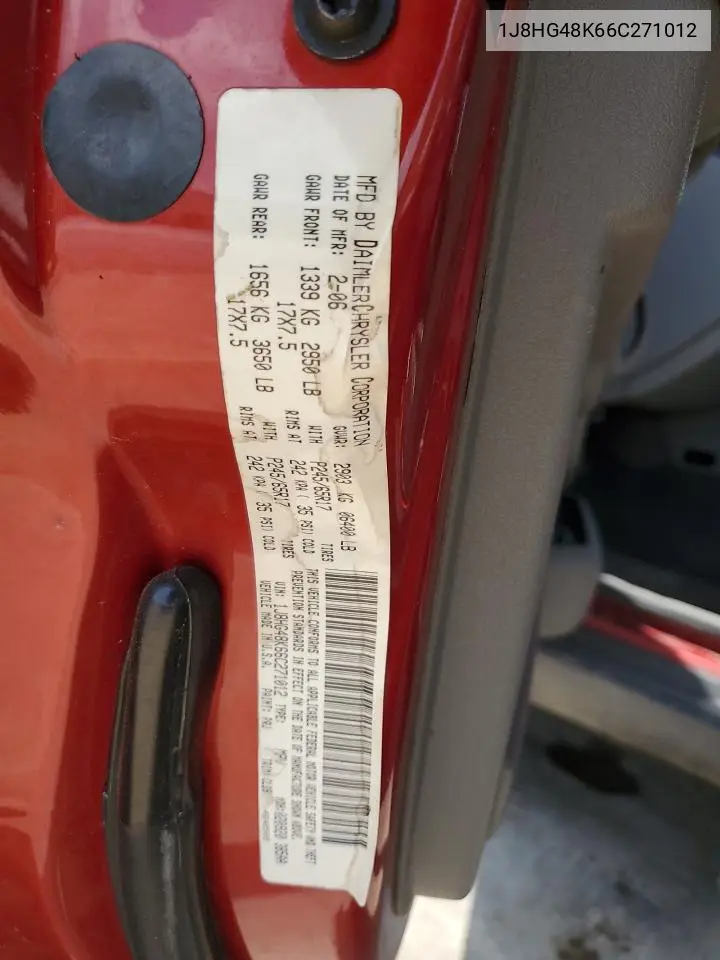 1J8HG48K66C271012
MFD BY DAIMLERCHRYSLER CORPORATION
DATE OF MFR: 2-06 GVWR: 2903 KG 06400 LB
GAWR FRONT: 1339 KG 2950 LB WITH P245/65R17 TIRES
17X7.5 RIMS AT 242 KPA ( 35 PSI) COLD
GAWR REAR: 1656 KG 3650 LB WITH P245/65R17 TIRES
17X7.5 RIMS AT 242 KPA ( 35 PSI) COLD
THIS VEHICLE CONFORMS TO ALL APPLICABLE FEDERAL MOTOR VEHICLE SAFETY AND THEFT
PREVENTION STANDARDS IN EFFECT ON THE DATE OF MANUFACTURE SHOWN ABOVE.
VIN: 1J8HG48K66C271012 TYPE: MPV
VEHICLE MADE IN U.S.A. PAINT: PRJ TRIM: